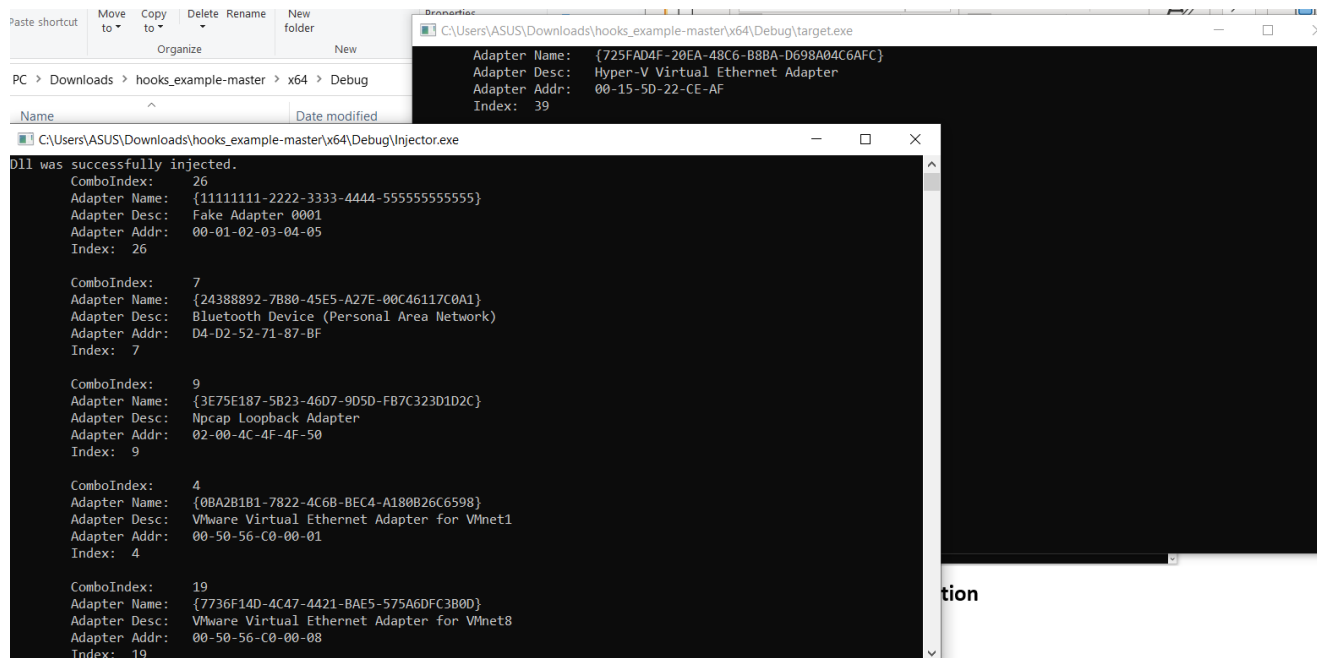 Paste shortcut
Move to
Copy to
Delete
Rename
New folder
Organize
New
Properties
PC > Downloads > hooks_example-master > x64 > Debug
Name
Date modified
C:\Users\ASUS\Downloads\hooks_example-master\x64\Debug\target.exe
Adapter Name: {725FAD4F-20EA-48C6-B8BA-D698A04C6AFC}
Adapter Desc: Hyper-V Virtual Ethernet Adapter
Adapter Addr: 00-15-5D-22-CE-AF
Index: 39
C:\Users\ASUS\Downloads\hooks_example-master\x64\Debug\Injector.exe
Dll was successfully injected.
ComboIndex: 26
Adapter Name: {11111111-2222-3333-4444-555555555555}
Adapter Desc: Fake Adapter 0001
Adapter Addr: 00-01-02-03-04-05
Index: 26
ComboIndex: 7
Adapter Name: {24388892-7B80-45E5-A27E-00C46117C0A1}
Adapter Desc: Bluetooth Device (Personal Area Network)
Adapter Addr: D4-D2-52-71-87-BF
Index: 7
ComboIndex: 9
Adapter Name: {3E75E187-5B23-46D7-9D5D-FB7C323D1D2C}
Adapter Desc: Npcap Loopback Adapter
Adapter Addr: 02-00-4C-4F-4F-50
Index: 9
ComboIndex: 4
Adapter Name: {0BA2B1B1-7822-4C6B-BEC4-A180B26C6598}
Adapter Desc: VMware Virtual Ethernet Adapter for VMnet1
Adapter Addr: 00-50-56-C0-00-01
Index: 4
ComboIndex: 19
Adapter Name: {7736F14D-4C47-4421-BAE5-575A6DFC3B0D}
Adapter Desc: VMware Virtual Ethernet Adapter for VMnet8
Adapter Addr: 00-50-56-C0-00-08
Index: 19
tion